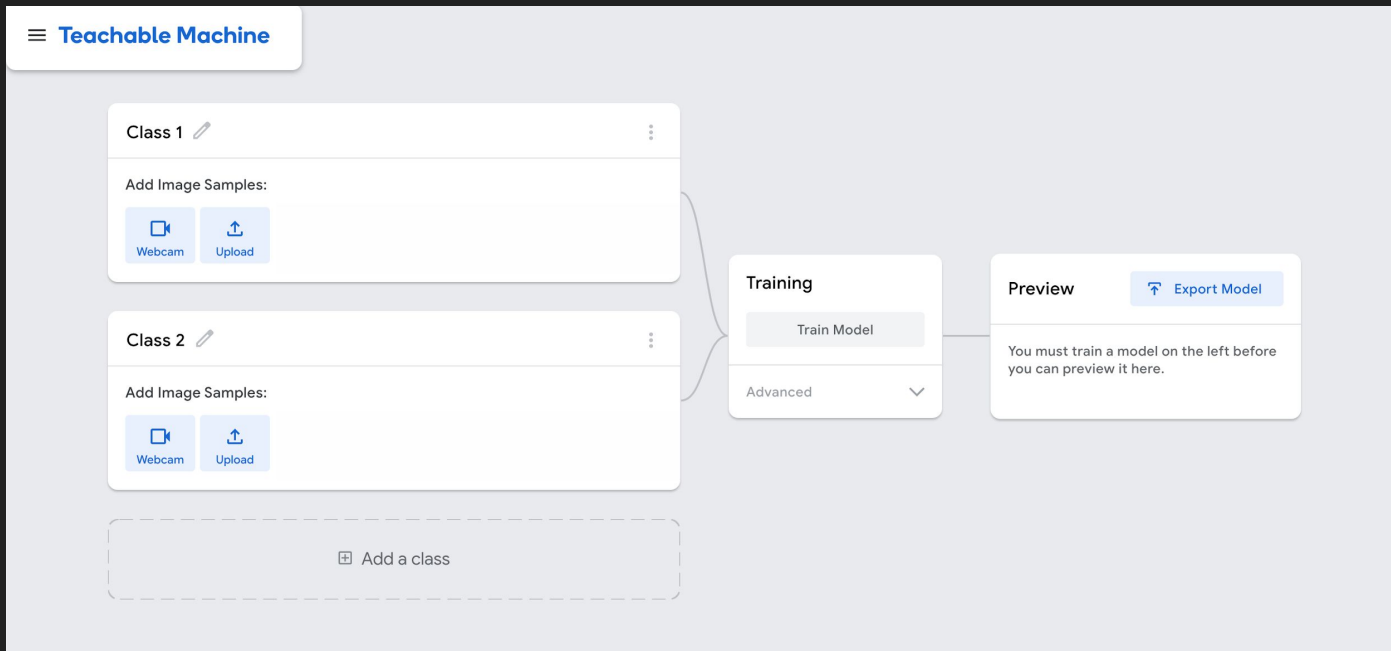 Teachable Machine
Class 1
Add Image Samples:
Webcam
Upload
Class 2
Add Image Samples:
Webcam
Upload
Add a class
Training
Train Model
Advanced
Preview
Export Model
You must train a model on the left before
you can preview it here.